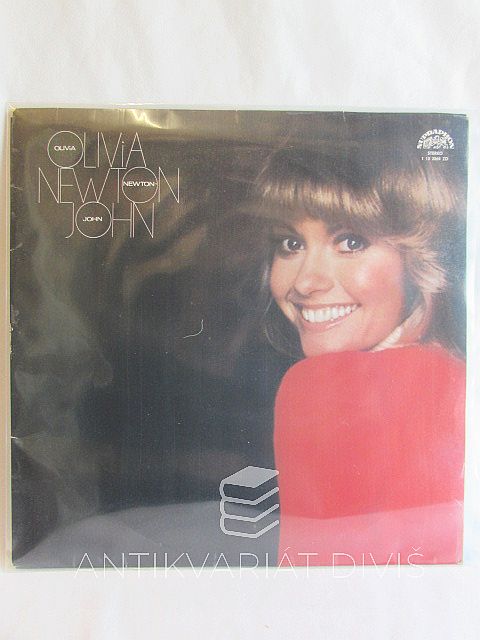 OLIVIA
OLIVIA
NEWTON
NEWTON-
JOHN
JOHN
SUPRAPHON
STEREO
ANTIKVARIÁT DIVIŠ